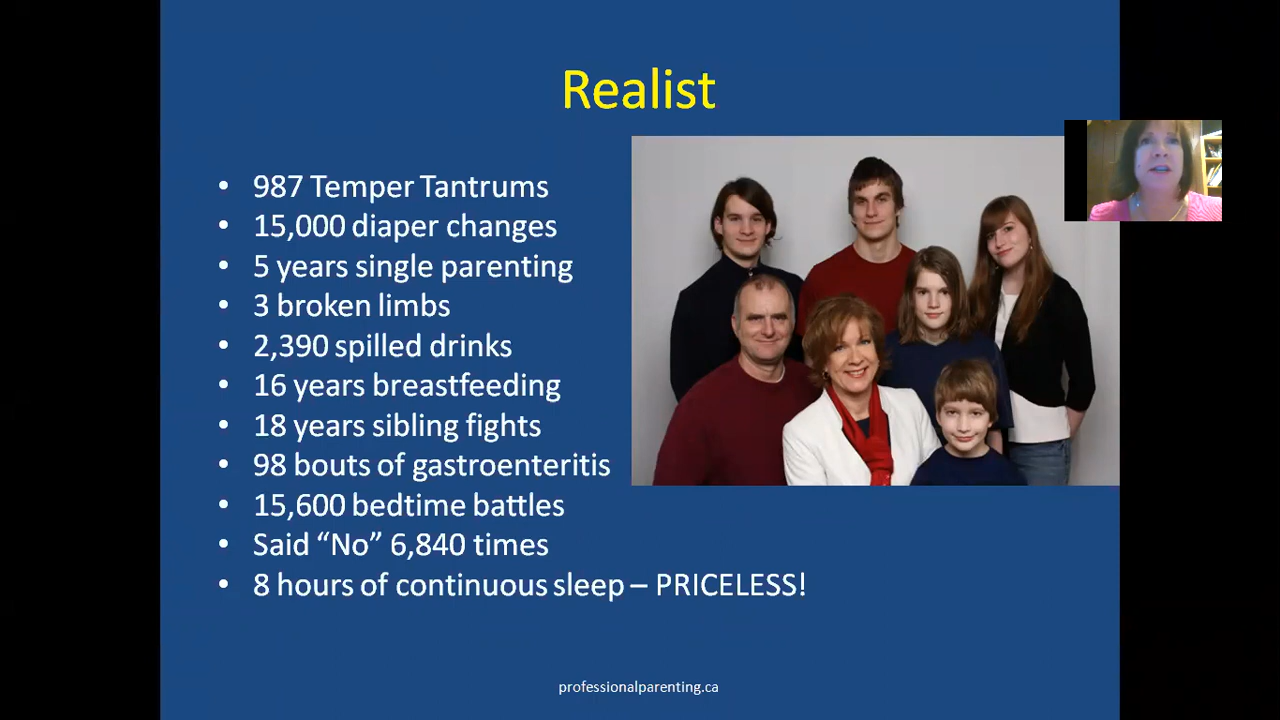 Realist
• 987 Temper Tantrums
• 15,000 diaper changes
• 5 years single parenting
• 3 broken limbs
• 2,390 spilled drinks
• 16 years breastfeeding
• 18 years sibling fights
• 98 bouts of gastroenteritis
• 15,600 bedtime battles
• Said “No” 6,840 times
• 8 hours of continuous sleep – PRICELESS!
professionalparenting.ca